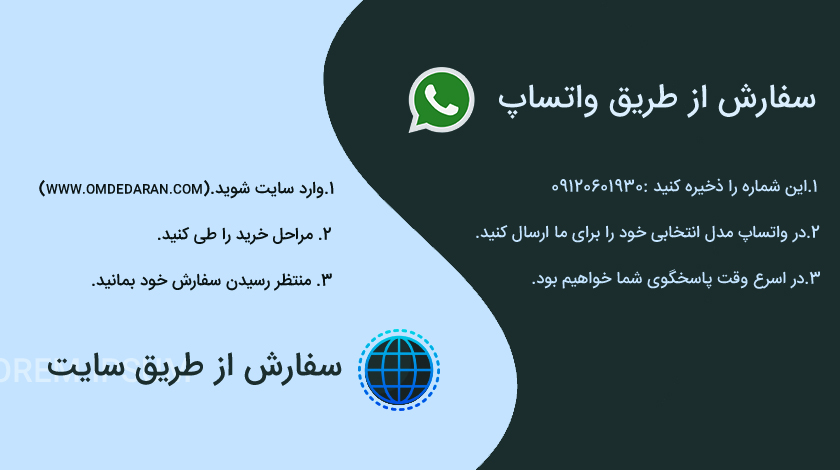 سفارش از طریق واتساپ
۱.این شماره را ذخیره کنید :۰۹۱۲۰۶۰۱۹۳۰
۲.در واتساپ مدل انتخابی خود را برای ما ارسال کنید.
۳.در اسرع وقت پاسخگوی شما خواهیم بود.
۱.وارد سایت شوید.(WWW.OMDEDARAN.COM)
۲. مراحل خرید را طی کنید.
۳. منتظر رسیدن سفارش خود بمانید.
سفارش از طریق سایت